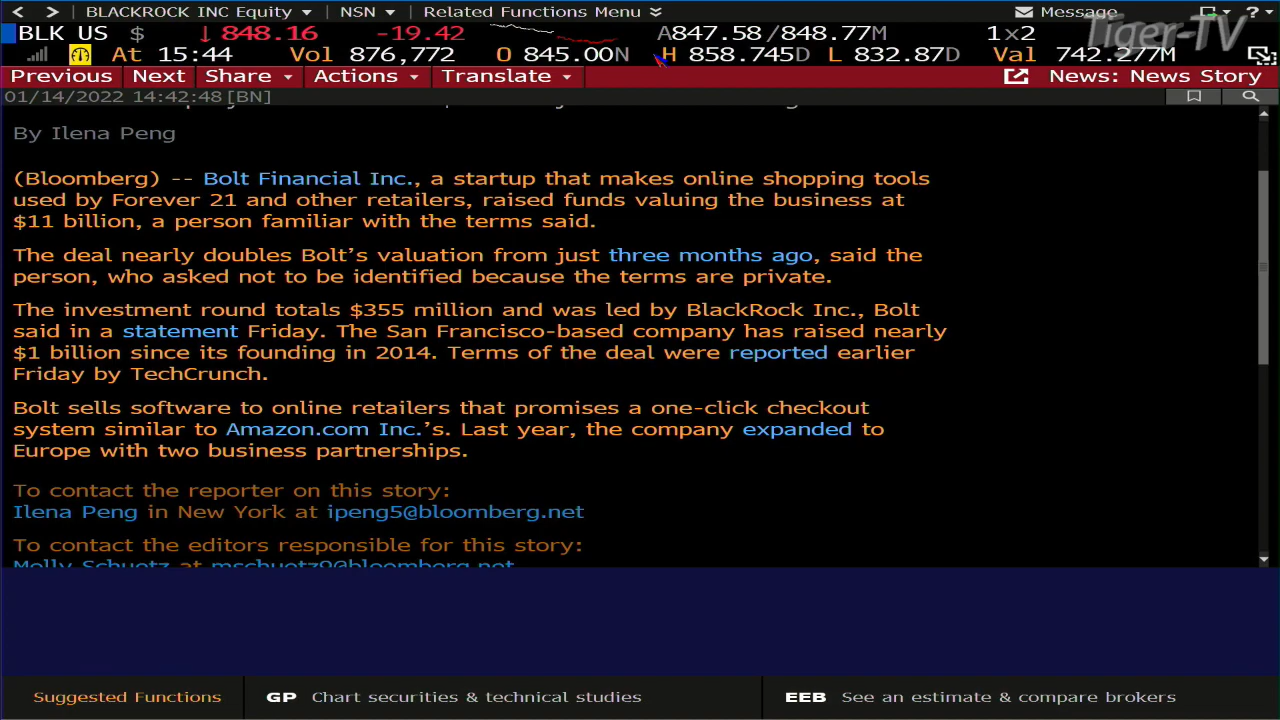 < > BLACKROCK INC Equity NSN Related Functions Menu Message ?
BLK US $ ↓ 848.16 -19.42 A847.58/848.77M 1×2
At 15:44 Vol 876,772 O 845.00N H 858.745D L 832.87D Val 742.277M
Tiger-TV
Previous Next Share Actions Translate News: News Story
01/14/2022 14:42:48 [BN]
By Ilena Peng
(Bloomberg) -- Bolt Financial Inc., a startup that makes online shopping tools
used by Forever 21 and other retailers, raised funds valuing the business at
$11 billion, a person familiar with the terms said.
The deal nearly doubles Bolt’s valuation from just three months ago, said the
person, who asked not to be identified because the terms are private.
The investment round totals $355 million and was led by BlackRock Inc., Bolt
said in a statement Friday. The San Francisco-based company has raised nearly
$1 billion since its founding in 2014. Terms of the deal were reported earlier
Friday by TechCrunch.
Bolt sells software to online retailers that promises a one-click checkout
system similar to Amazon.com Inc.’s. Last year, the company expanded to
Europe with two business partnerships.
To contact the reporter on this story:
Ilena Peng in New York at ipeng5@bloomberg.net
To contact the editors responsible for this story:
Molly Schuetz at mschuetz9@bloomberg.net
Suggested Functions GP Chart securities & technical studies EEB See an estimate & compare brokers